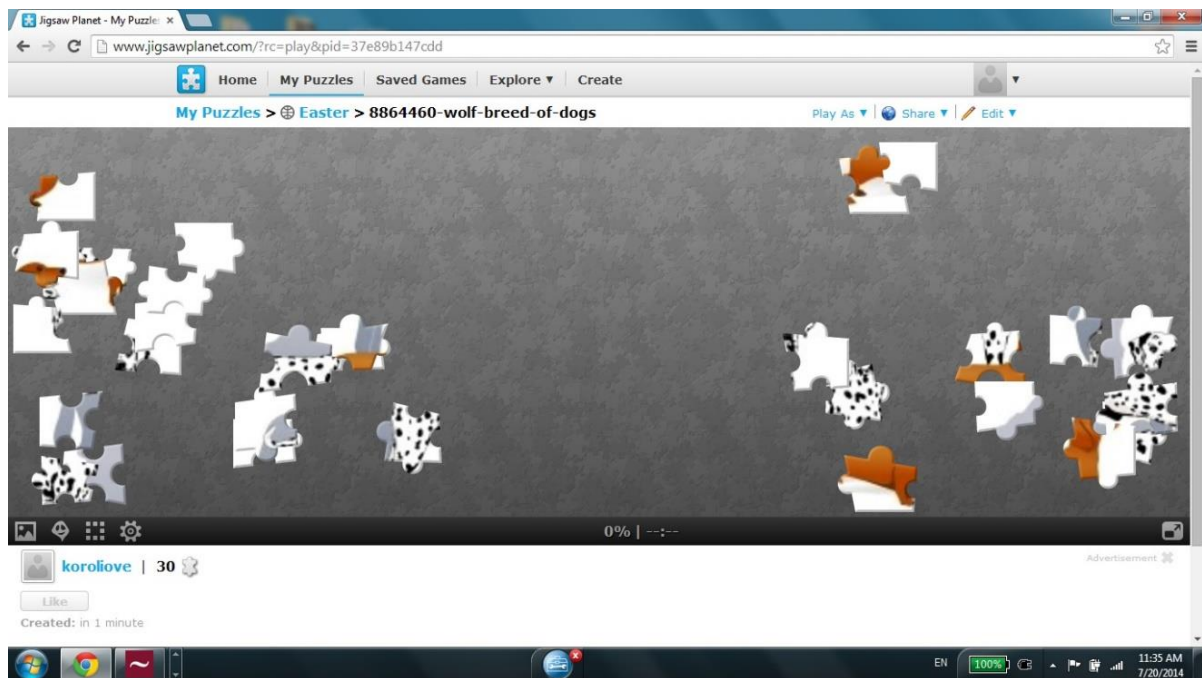 Jigsaw Planet - My Puzzle
www.jigsawplanet.com/?rc=play&pid=37e89b147cdd
Home My Puzzles Saved Games Explore ▼ Create
My Puzzles > Easter > 8864460-wolf-breed-of-dogs Play As ▼ Share ▼ Edit ▼
0% | --:--
koroliove | 30
Advertisement
Like
Created: in 1 minute
EN 100% 11:35 AM
7/20/2014